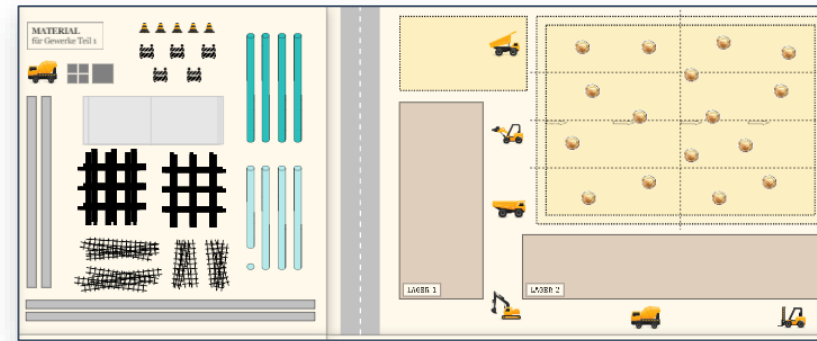 MATERIAL
für Gewerke Teil 1
LAGER 1
LAGER 2